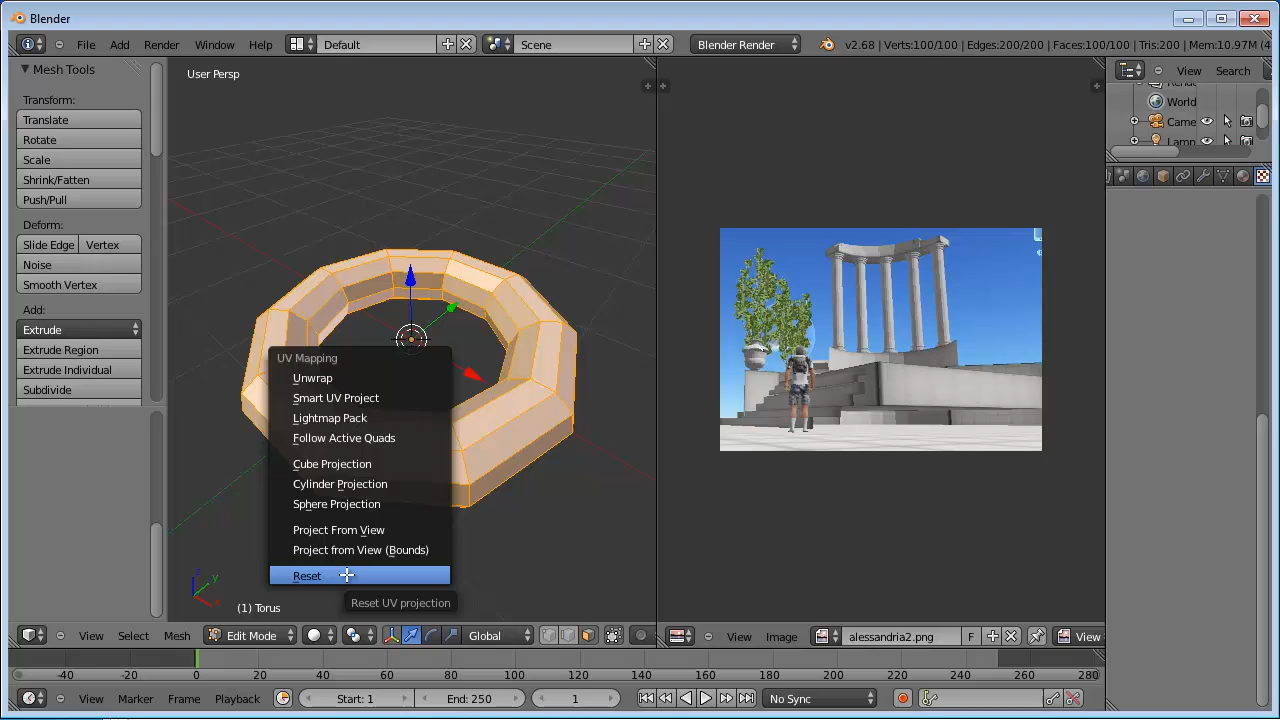 Blender
File Add Render Window Help Default Scene Blender Render v2.68 | Verts:100/100 | Edges:200/200 | Faces:100/100 | Tris:200 | Mem:10.97M (4
Mesh Tools
Transform:
Translate
Rotate
Scale
Shrink/Fatten
Push/Pull
Deform:
Slide Edge Vertex
Noise
Smooth Vertex
Add:
Extrude
Extrude Region
Extrude Individual
Subdivide
User Persp
UV Mapping
Unwrap
Smart UV Project
Lightmap Pack
Follow Active Quads
Cube Projection
Cylinder Projection
Sphere Projection
Project From View
Project from View (Bounds)
Reset
Reset UV projection
z
y
x
(1) Torus
View Select Mesh Edit Mode Global
View Image alessandria2.png F View
View Search
World
Came
Lamp
-40 -20 0 20 40 60 80 100 120 140 160 180 200 220 240 260 280
View Marker Frame Playback Start: 1 End: 250 1 No Sync